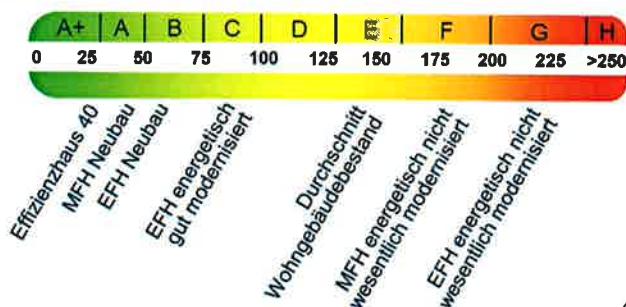 A+ A B C D E F G H
0 25 50 75 100 125 150 175 200 225 >250
Effizienzhaus 40
MFH Neubau
EFH Neubau
EFH energetisch
gut modernisiert
Durchschnitt
Wohngebäudebestand
MFH energetisch nicht
wesentlich modernisiert
EFH energetisch nicht
wesentlich modernisiert